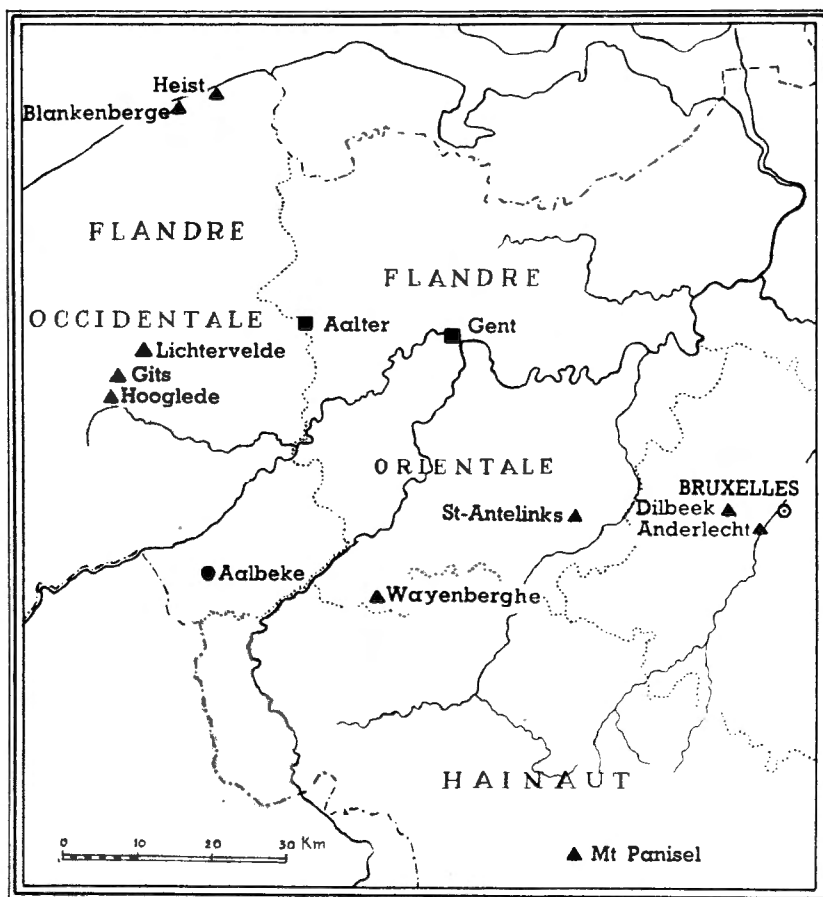 Heist
Blankenberge
FLANDRE
FLANDRE
OCCIDENTALE
Aalter
Gent
Lichtervelde
Gits
Hooglede
ORIENTALE
BRUXELLES
St-Antelinks
Dilbeek
Anderlecht
Aalbeke
Wayenberghe
HAINAUT
0 10 20 30 Km
Mt Panisel